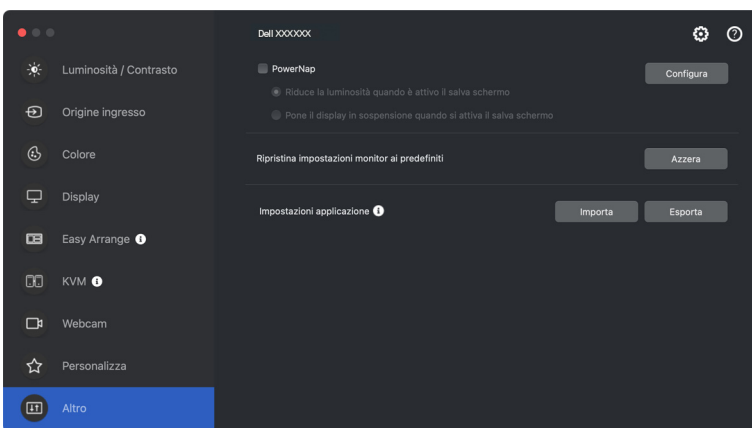 Dell XXXXXX
Luminosità / Contrasto
Origine ingresso
Colore
Display
Easy Arrange
KVM
Webcam
Personalizza
Altro
PowerNap
Configura
Riduce la luminosità quando è attivo il salva schermo
Pone il display in sospensione quando si attiva il salva schermo
Ripristina impostazioni monitor ai predefiniti
Azzera
Impostazioni applicazione
Importa
Esporta